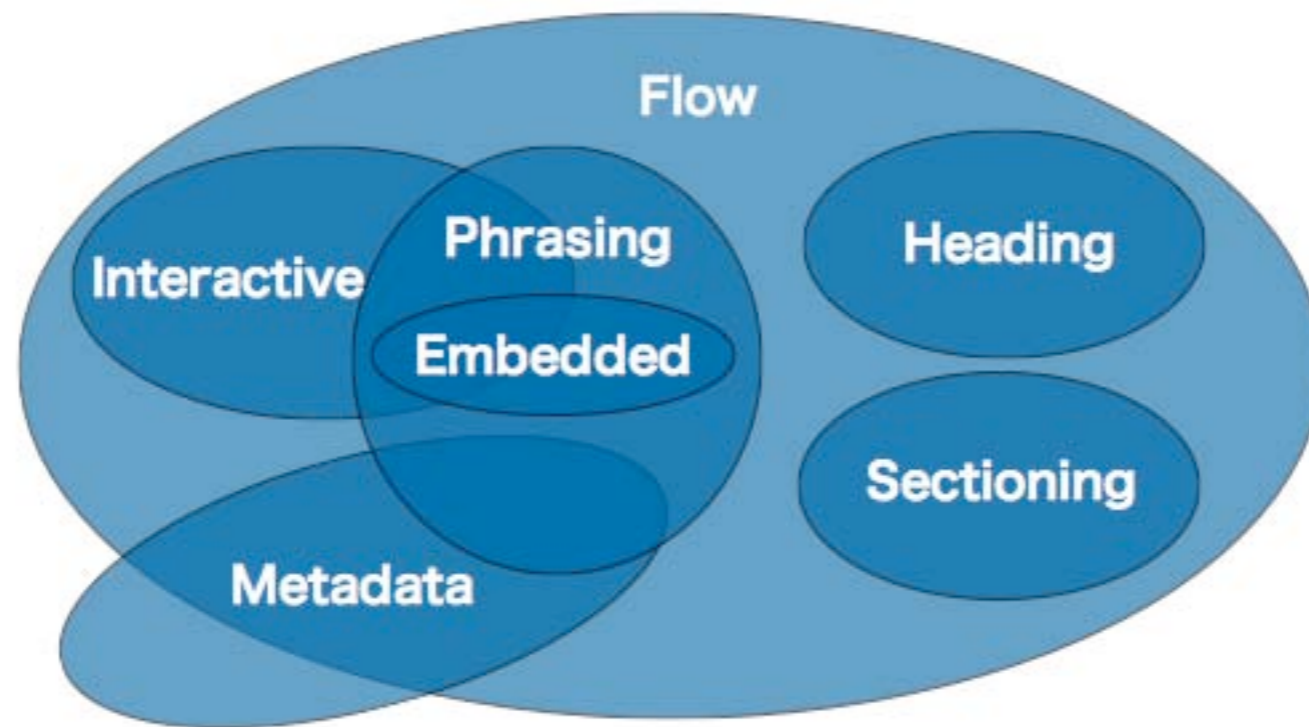 Flow
Phrasing
Interactive
Heading
Embedded
Sectioning
Metadata